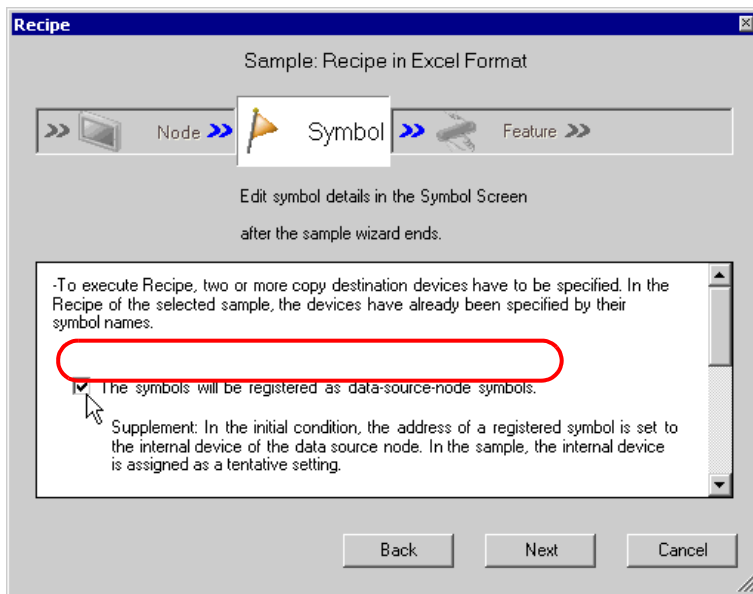 Recipe
Sample: Recipe in Excel Format
>> Node >> Symbol >> Feature >>
Edit symbol details in the Symbol Screen
after the sample wizard ends.
-To execute Recipe, two or more copy destination devices have to be specified. In the
Recipe of the selected sample, the devices have already been specified by their
symbol names.
The symbols will be registered as data-source-node symbols.
Supplement: In the initial condition, the address of a registered symbol is set to
the internal device of the data source node. In the sample, the internal device
is assigned as a tentative setting.
Back Next Cancel